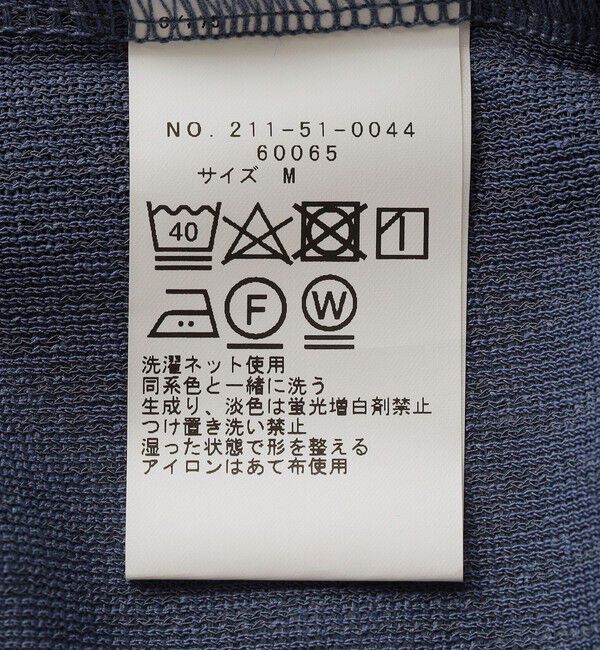 NO. 211-51-0044
60065
サイズ M
40
F
W
洗濯ネット使用
同系色と一緒に洗う
生成り、淡色は蛍光増白剤禁止
つけ置き洗い禁止
湿った状態で形を整える
アイロンはあて布使用